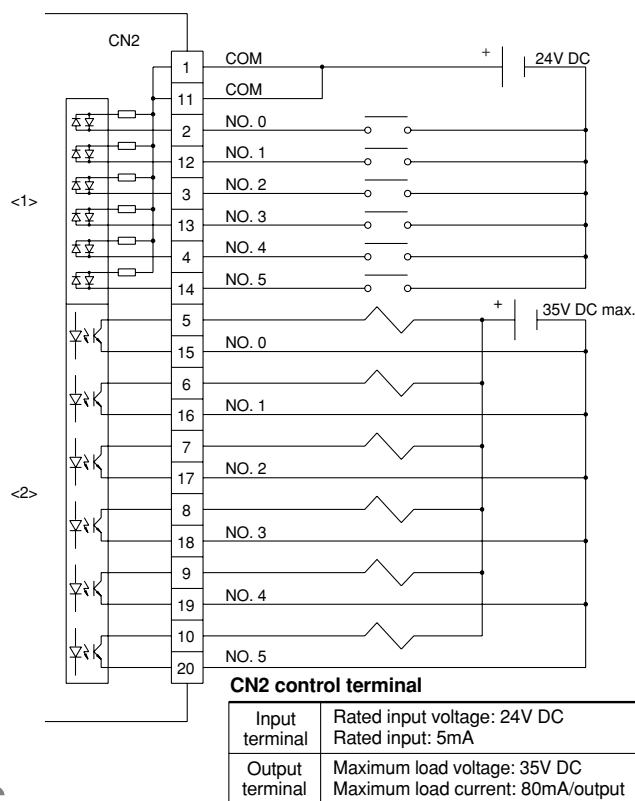 CN2
1 COM + 24V DC
11 COM
2 NO. 0
12 NO. 1
<1>
3 NO. 2
13 NO. 3
4 NO. 4
14 NO. 5
5 + 35V DC max.
15 NO. 0
6
16 NO. 1
7
17 NO. 2
<2>
8
18 NO. 3
9
19 NO. 4
10
20 NO. 5
CN2 control terminal
Input terminal
Rated input voltage: 24V DC
Rated input: 5mA
Output terminal
Maximum load voltage: 35V DC
Maximum load current: 80mA/output